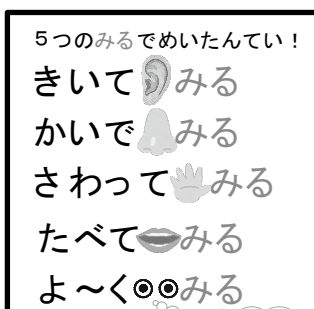 ５つのみるでめいたんてい！
きいてみる
かいでみる
さわってみる
たべてみる
よ～くみる